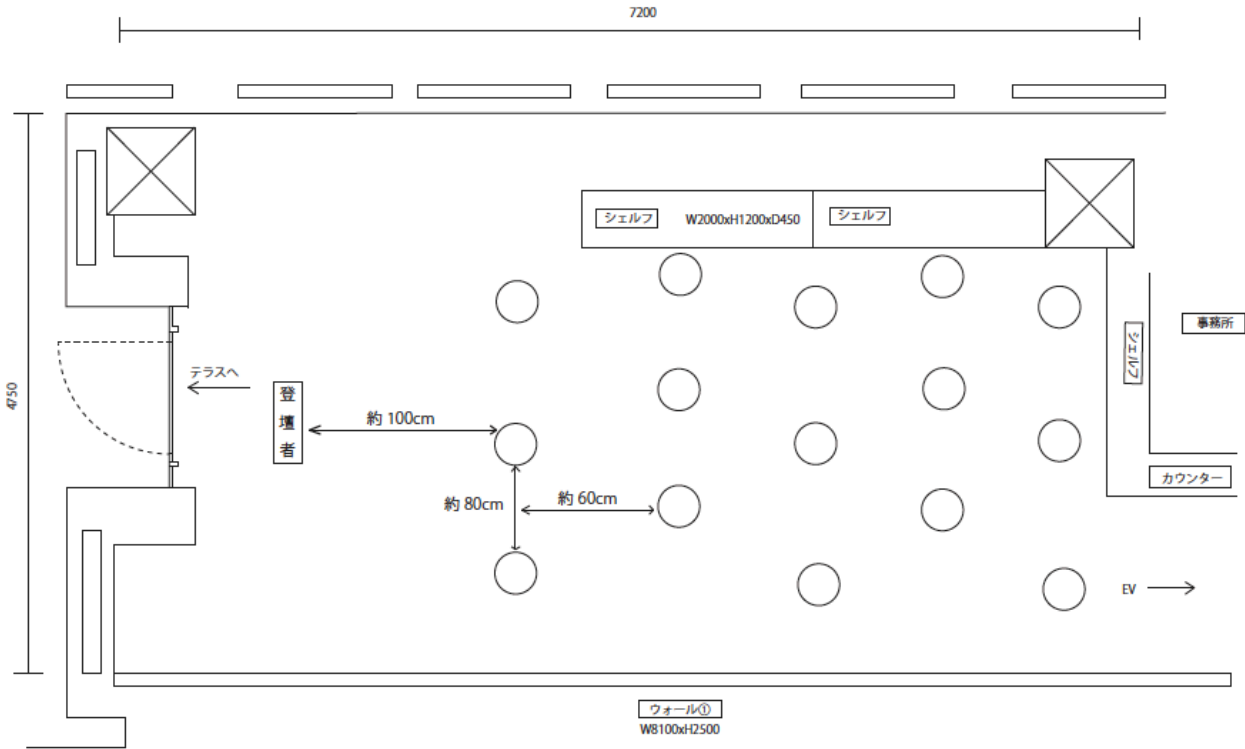 7200
シェルフ
W2000xH1200xD450
シェルフ
事務所
シェルフ
テラスへ
登壇者
約 100cm
4750
約 80cm
約 60cm
カウンター
EV
ウォール①
W8100xH2500